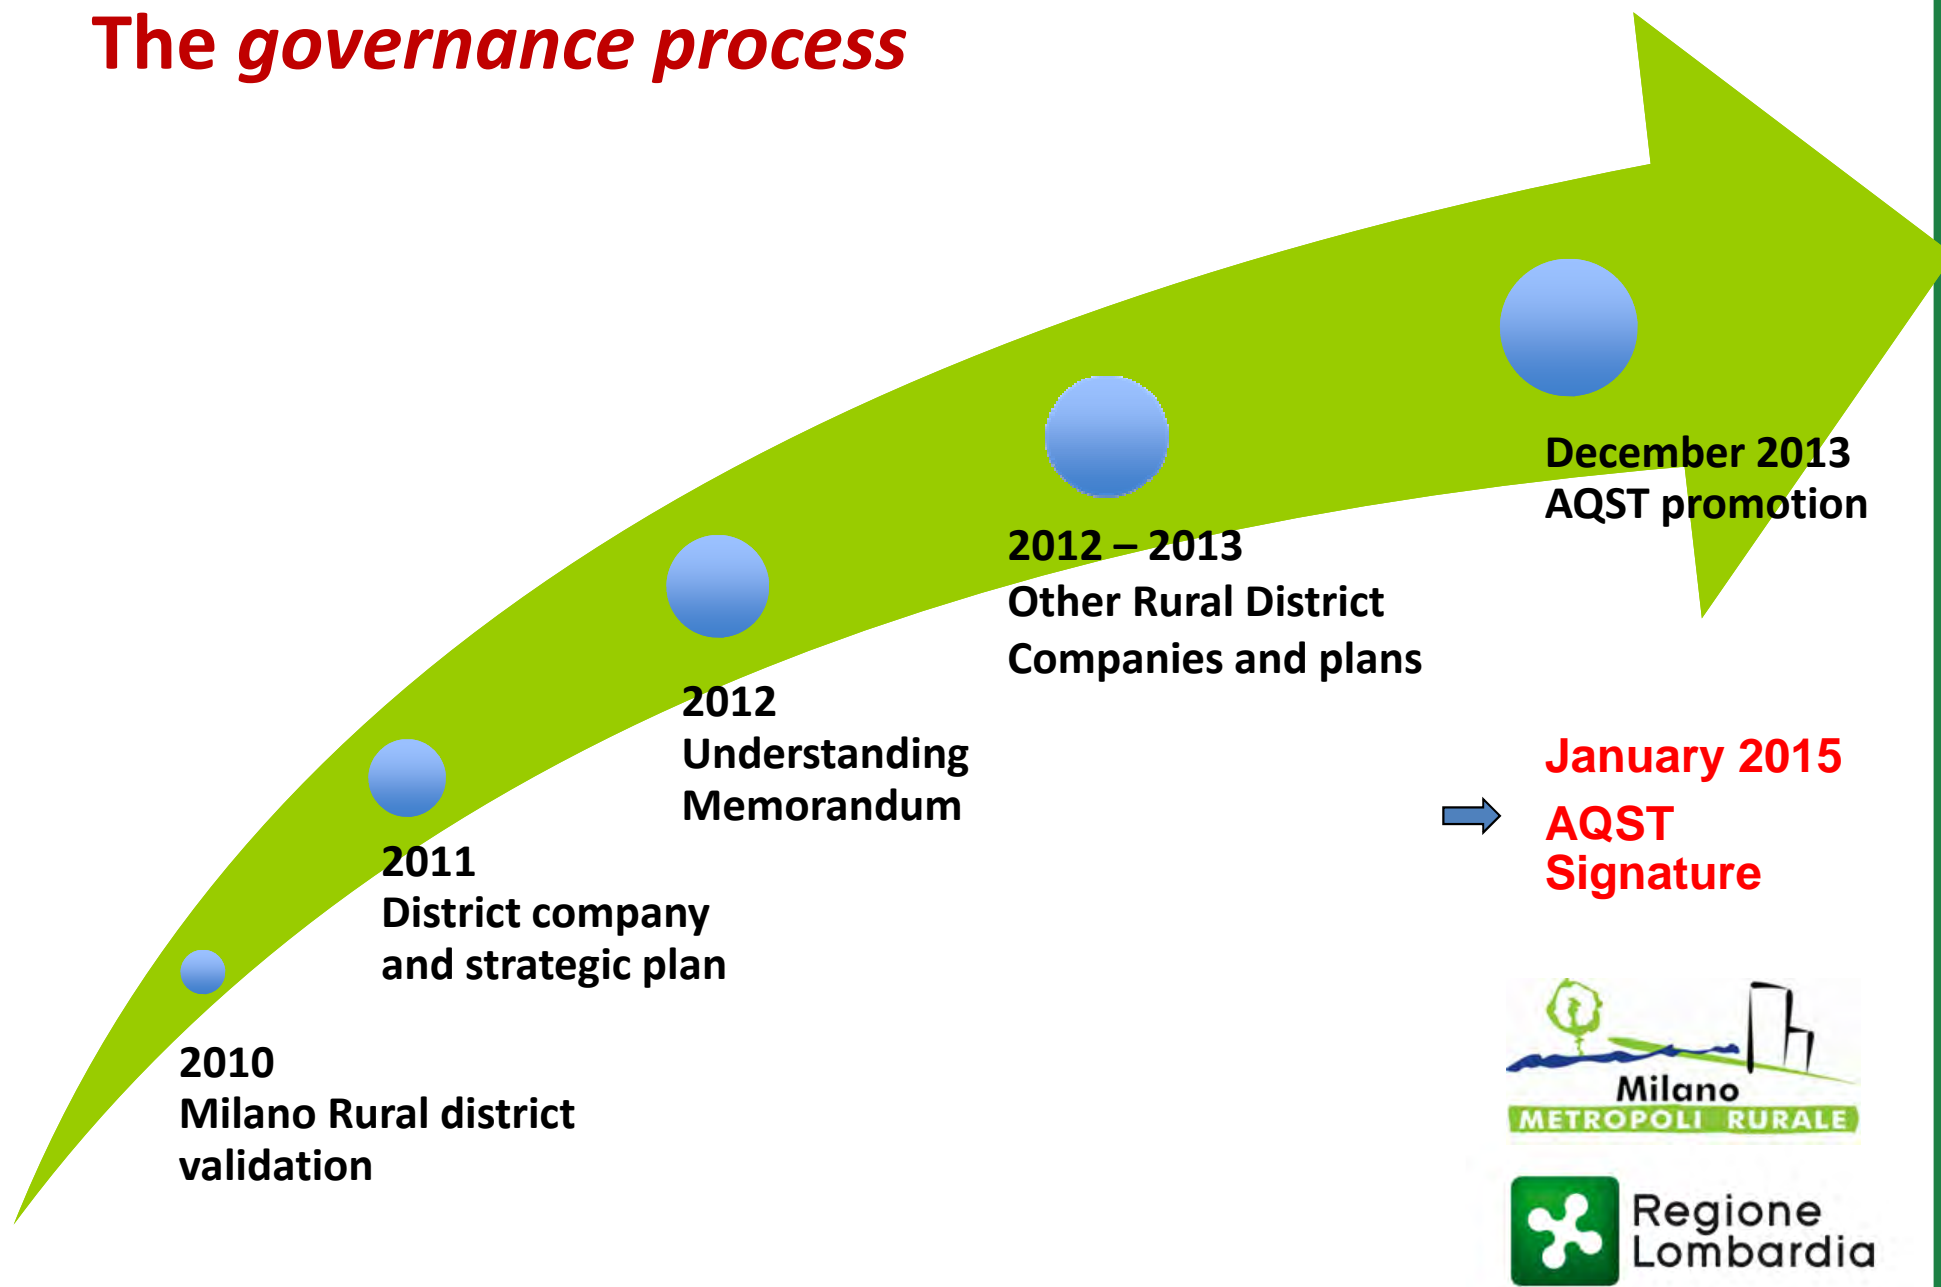 The governance process
December 2013
AQST promotion
2012 – 2013
Other Rural District
Companies and plans
2012
Understanding
Memorandum
January 2015
AQST
Signature
2011
District company
and strategic plan
2010
Milano Rural district
validation
Milano
METROPOLI RURALE
Regione
Lombardia